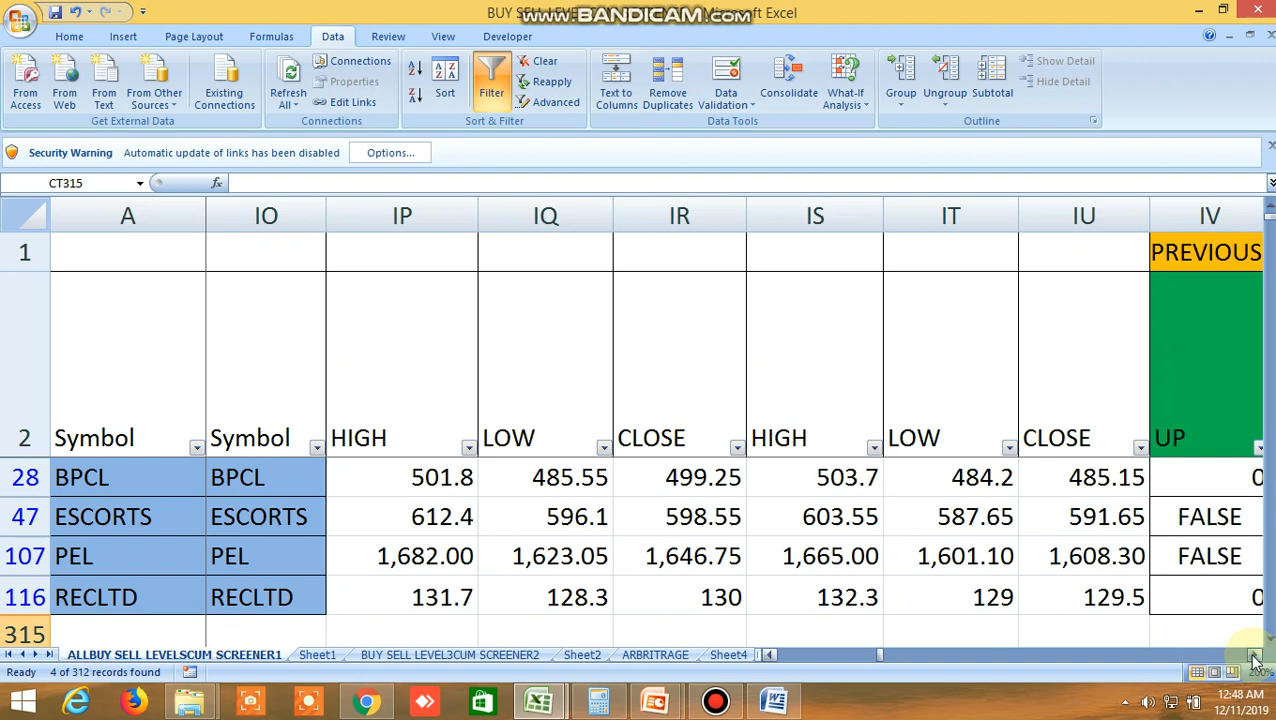 BUY SELL LEVE
www.BANDICAM.com
Microsoft Excel
Home Insert Page Layout Formulas Data Review View Developer
From Access
From Web
From Text
From Other Sources
Existing Connections
Get External Data
Refresh All
Connections
Properties
Edit Links
Connections
Sort
Filter
Clear
Reapply
Advanced
Sort & Filter
Text to Columns
Remove Duplicates
Data Validation
Consolidate
What-If Analysis
Data Tools
Group
Ungroup
Subtotal
Show Detail
Hide Detail
Outline
Security Warning Automatic update of links has been disabled Options...
CT315 fx
A IO IP IQ IR IS IT IU IV
1 PREVIOUS
2 Symbol Symbol HIGH LOW CLOSE HIGH LOW CLOSE UP
28 BPCL BPCL 501.8 485.55 499.25 503.7 484.2 485.15 0
47 ESCORTS ESCORTS 612.4 596.1 598.55 603.55 587.65 591.65 FALSE
107 PEL PEL 1,682.00 1,623.05 1,646.75 1,665.00 1,601.10 1,608.30 FALSE
116 RECLTD RECLTD 131.7 128.3 130 132.3 129 129.5 0
315
ALLBUY SELL LEVELSCUM SCREENER1 Sheet1 BUY SELL LEVEL3CUM SCREENER2 Sheet2 ARBITRAGE Sheet4
Ready 4 of 312 records found 200%
12:48 AM
12/11/2019